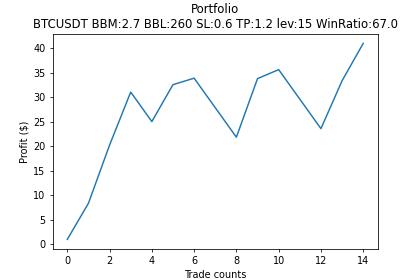 Portfolio
BTCUSDT BBM:2.7 BBL:260 SL:0.6 TP:1.2 lev:15 WinRatio:67.0
40
35
30
25
20
15
10
5
0
Profit ($)
0 2 4 6 8 10 12 14
Trade counts